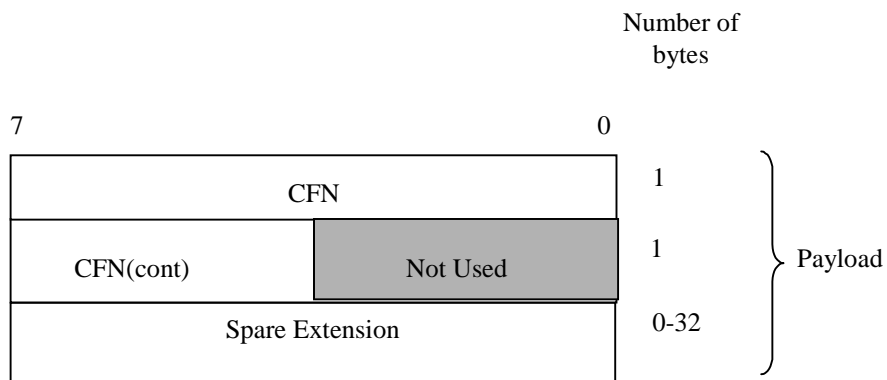 Number of
bytes
7 0
CFN 1
CFN(cont) Not Used 1
Payload
Spare Extension 0-32